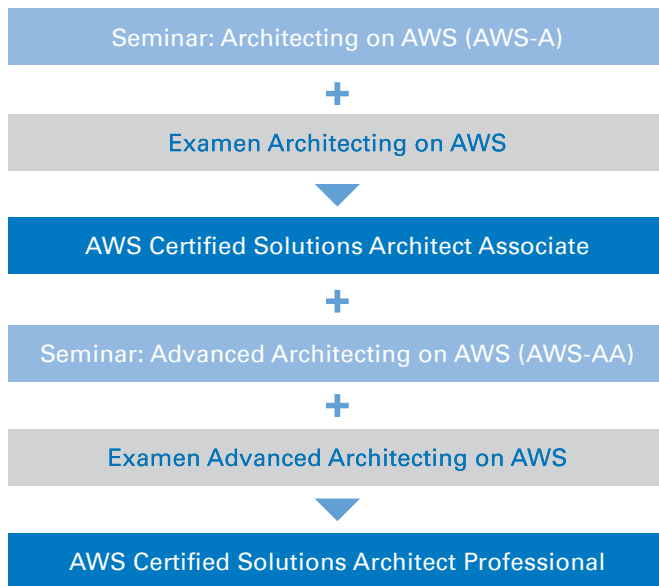 Seminar: Architecting on AWS (AWS-A)
+
Examen Architecting on AWS
AWS Certified Solutions Architect Associate
+
Seminar: Advanced Architecting on AWS (AWS-AA)
+
Examen Advanced Architecting on AWS
AWS Certified Solutions Architect Professional